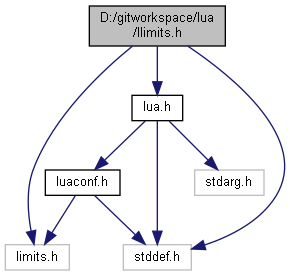 D:/gitworkspace/lua
/llimits.h
lua.h
luaconf.h
stdarg.h
limits.h
stddef.h